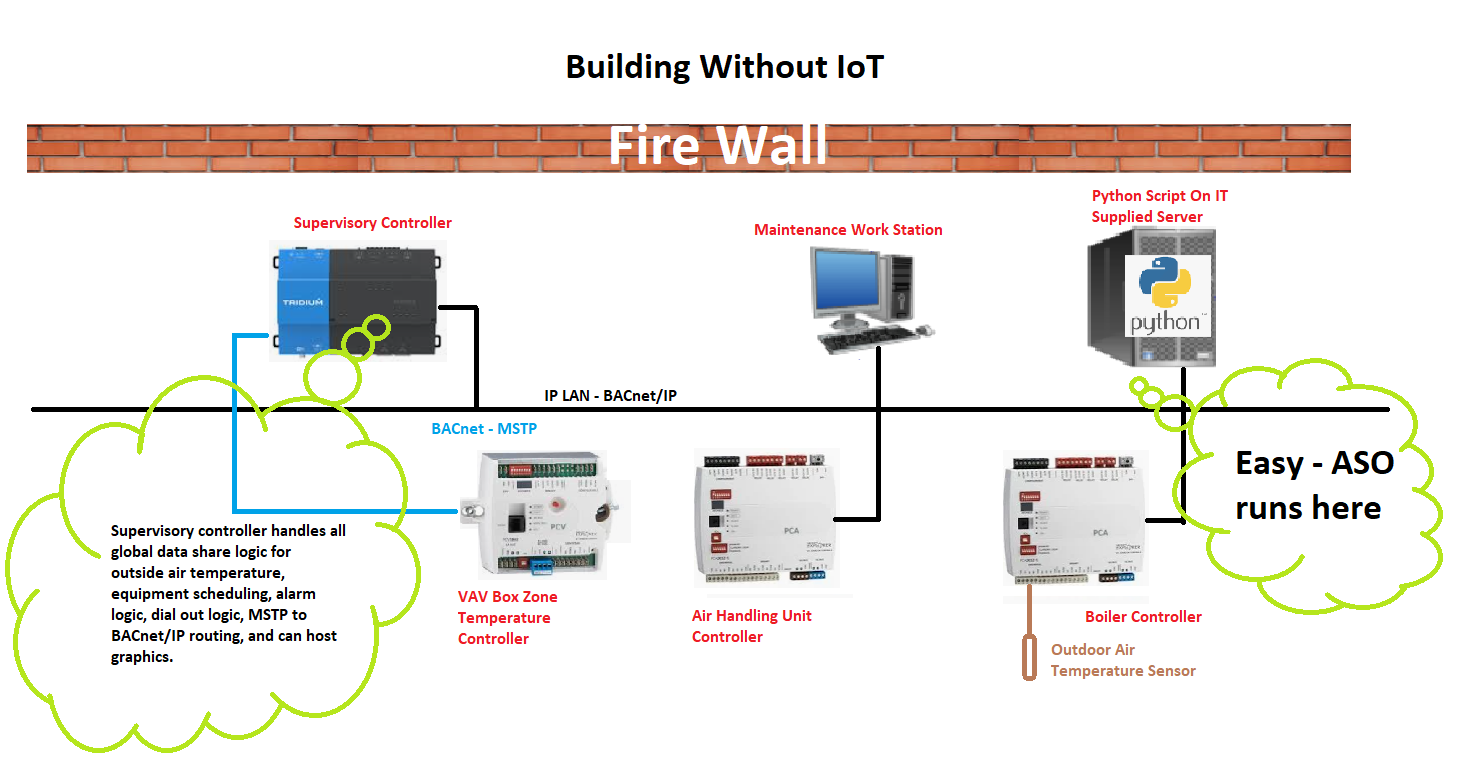 Building Without IoT
Fire Wall
Supervisory Controller
TRIDIUM
Maintenance Work Station
Python Script On IT
Supplied Server
python
IP LAN - BACnet/IP
BACnet - MSTP
Easy - ASO
runs here
PCV
PCA
PCA
Supervisory controller handles all
global data share logic for
outside air temperature,
equipment scheduling, alarm
logic, dial out logic, MSTP to
BACnet/IP routing, and can host
graphics.
VAV Box Zone
Temperature
Controller
Air Handling Unit
Controller
Boiler Controller
Outdoor Air
Temperature Sensor